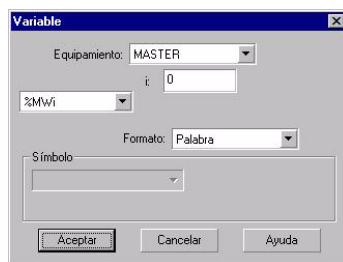 Variable
Equipamiento: MASTER
i: 0
%MWi
Formato: Palabra
Símbolo
Aceptar Cancelar Ayuda